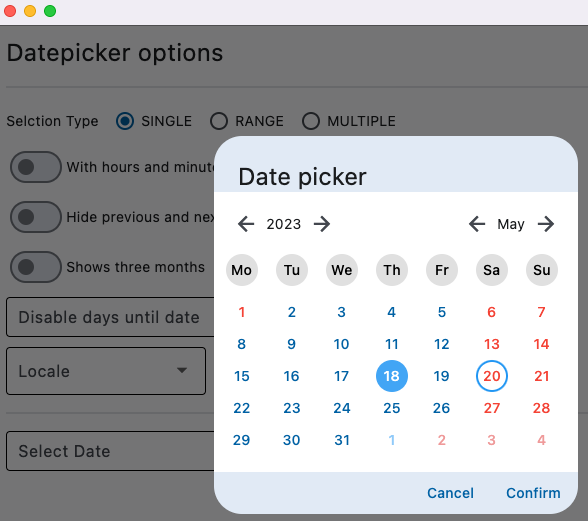 Datepicker options
Selction Type SINGLE RANGE MULTIPLE
With hours and minut
Hide previous and nex
Shows three months
Disable days until date
Locale
Select Date
Date picker
2023 May
Mo Tu We Th Fr Sa Su
1 2 3 4 5 6 7
8 9 10 11 12 13 14
15 16 17 18 19 20 21
22 23 24 25 26 27 28
29 30 31 1 2 3 4
Cancel Confirm